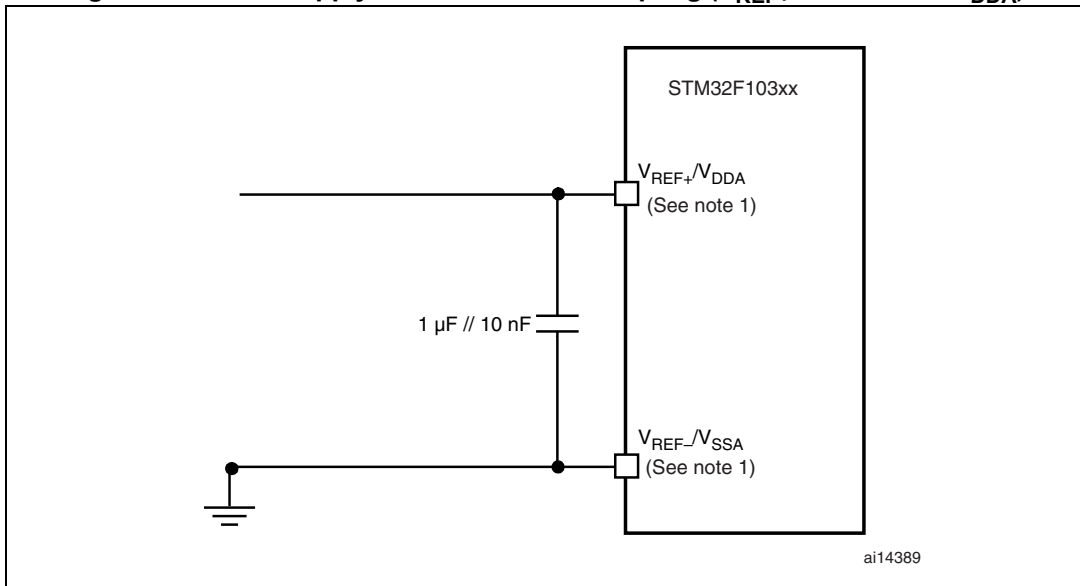 STM32F103xx
VREF+/VDDA
(See note 1)
1 µF // 10 nF
VREF–/VSSA
(See note 1)
ai14389